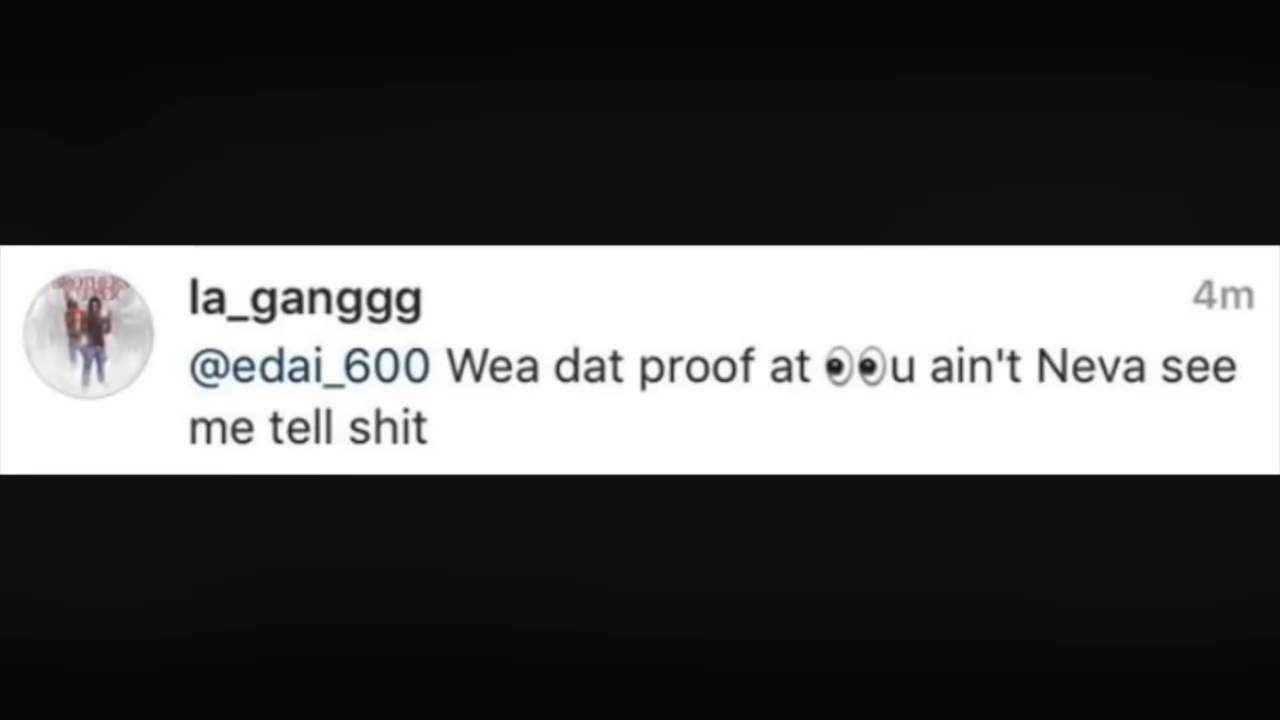 la_ganggg
4m
@edai_600 Wea dat proof at 👀u ain't Neva see
me tell shit